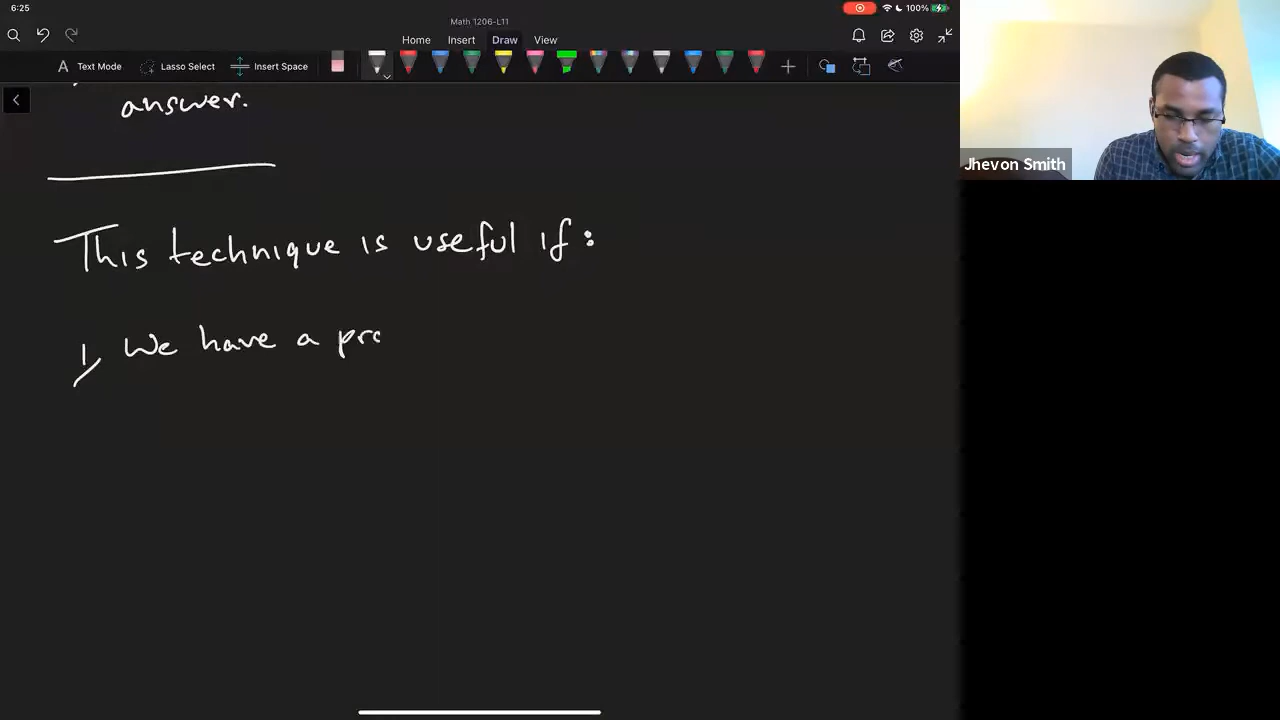 6:25
100%
Math 1206-L11
Home Insert Draw View
Text Mode Lasso Select Insert Space
answer.
This technique is useful if:
1, We have a pro
Jhevon Smith